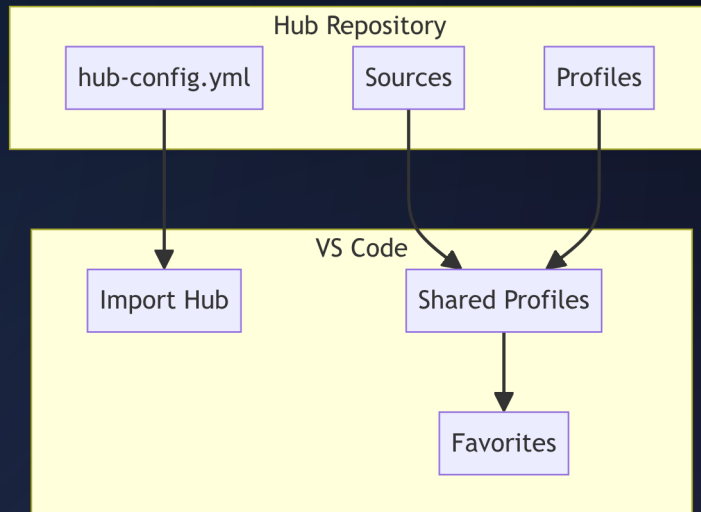 Hub Repository
hub-config.yml
Sources
Profiles
VS Code
Import Hub
Shared Profiles
Favorites